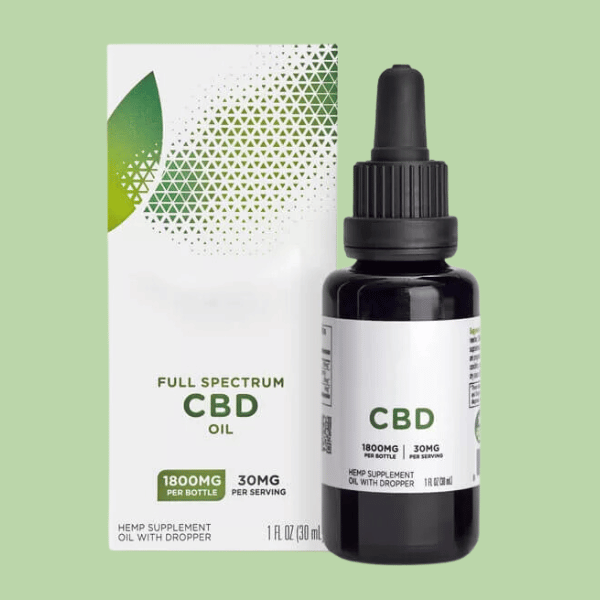 FULL SPECTRUM
CBD
OIL
1800MG
PER BOTTLE
30MG
PER SERVING
HEMP SUPPLEMENT
OIL WITH DROPPER
1 FL OZ (30 mL
CBD
1800MG
PER BOTTLE
30MG
PER SERVING
HEMP SUPPLEMENT
OIL WITH DROPPER
1 FL OZ (30 mL)